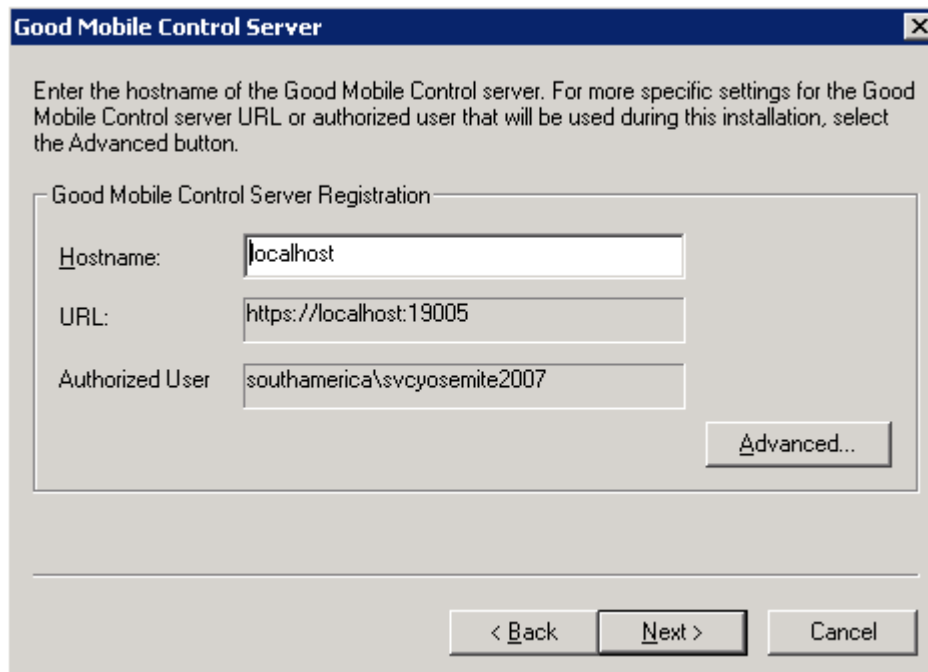 Good Mobile Control Server
Enter the hostname of the Good Mobile Control server. For more specific settings for the Good
Mobile Control server URL or authorized user that will be used during this installation, select
the Advanced button.
Good Mobile Control Server Registration
Hostname: localhost
URL: https://localhost:19005
Authorized User southamerica\svcyosemite2007
Advanced...
< Back Next > Cancel